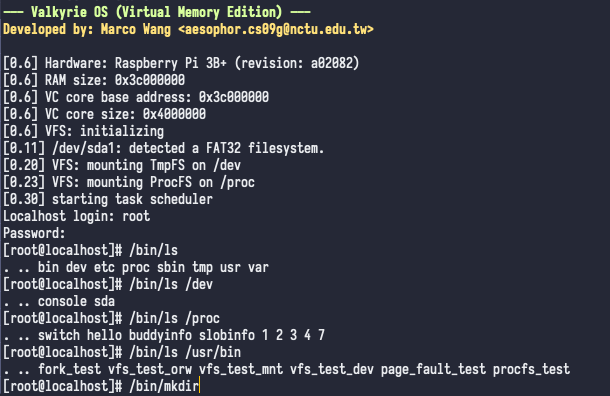 --- Valkyrie OS (Virtual Memory Edition) ---
Developed by: Marco Wang <aesophor.cs09g@nctu.edu.tw>
[0.6] Hardware: Raspberry Pi 3B+ (revision: a02082)
[0.6] RAM size: 0x3c000000
[0.6] VC core base address: 0x3c000000
[0.6] VC core size: 0x4000000
[0.6] VFS: initializing
[0.11] /dev/sda1: detected a FAT32 filesystem.
[0.20] VFS: mounting TmpFS on /dev
[0.23] VFS: mounting ProcFS on /proc
[0.30] starting task scheduler
Localhost login: root
Password:
[root@localhost]# /bin/ls
. .. bin dev etc proc sbin tmp usr var
[root@localhost]# /bin/ls /dev
. .. console sda
[root@localhost]# /bin/ls /proc
. .. switch hello buddyinfo slobinfo 1 2 3 4 7
[root@localhost]# /bin/ls /usr/bin
. .. fork_test vfs_test_orw vfs_test_mnt vfs_test_dev page_fault_test procfs_test
[root@localhost]# /bin/mkdir